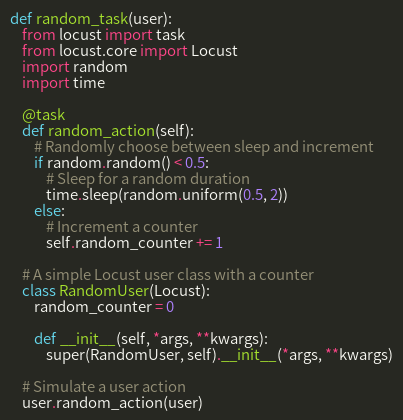 def random_task(user):
    from locust import task
    from locust.core import Locust
    import random
    import time

    @task
    def random_action(self):
        # Randomly choose between sleep and increment
        if random.random() < 0.5:
            # Sleep for a random duration
            time.sleep(random.uniform(0.5, 2))
        else:
            # Increment a counter
            self.random_counter += 1

    # A simple Locust user class with a counter
    class RandomUser(Locust):
        random_counter = 0

        def __init__(self, *args, **kwargs):
            super(RandomUser, self).__init__(*args, **kwargs)

    # Simulate a user action
    user.random_action(user)